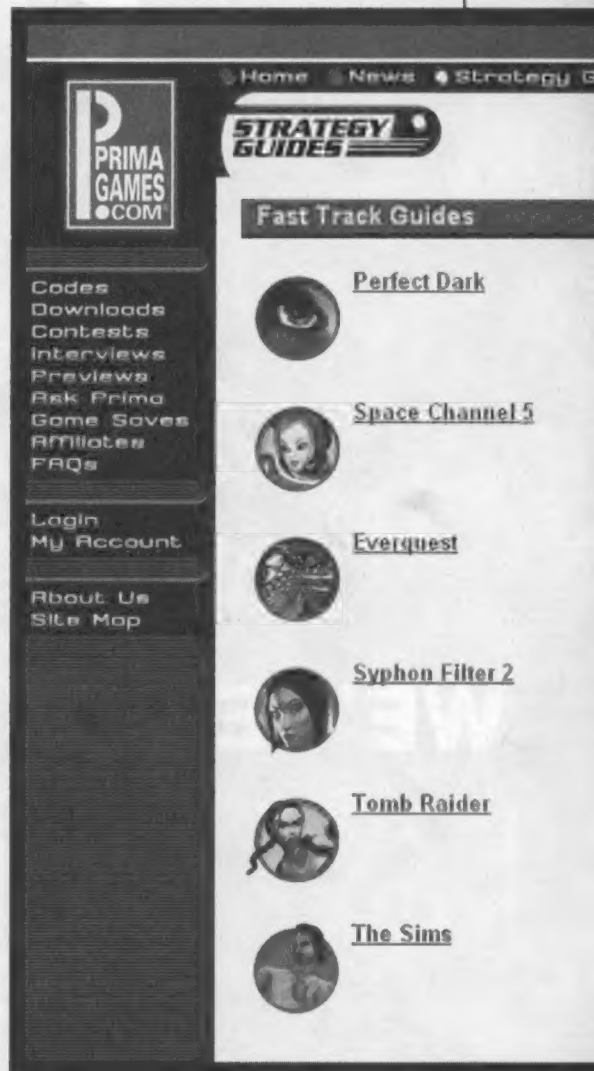 Home News Strategy G
PRIMA
GAMES
.COM
STRATEGY
GUIDES
Fast Track Guides
Codes
Downloads
Contests
Interviews
Previews
Ask Prima
Game Saves
Affiliates
FAQs
Login
My Account
About Us
Site Map
Perfect Dark
Space Channel 5
Everquest
Syphon Filter 2
Tomb Raider
The Sims